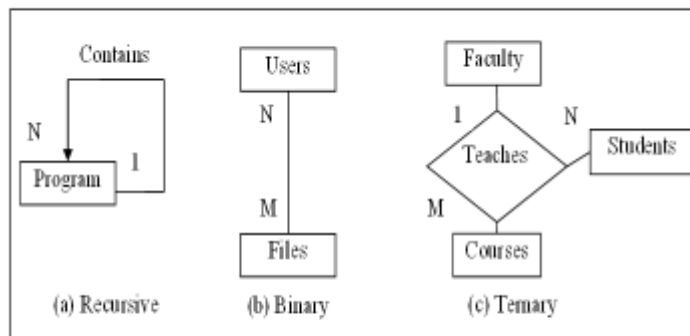 Contains
N
1
Program
(a) Recursive
Users
N
M
Files
(b) Binary
Faculty
1
N
Teaches
Students
M
Courses
(c) Ternary